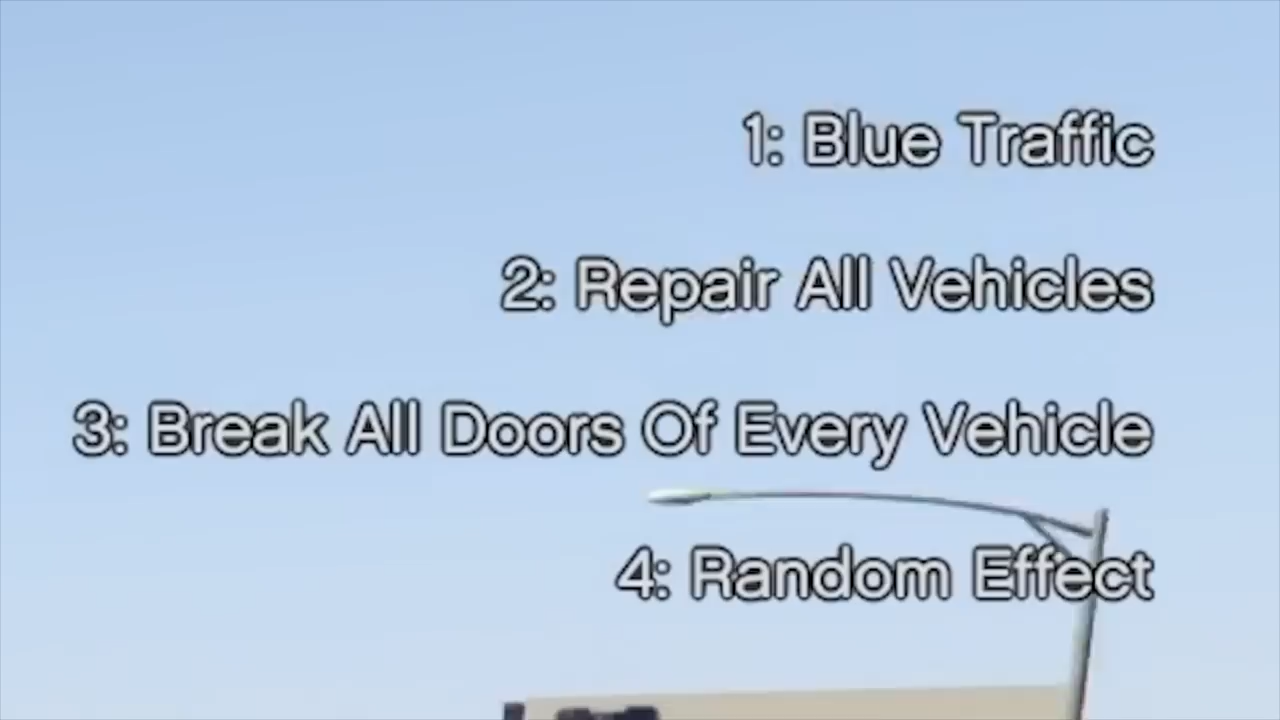 1: Blue Traffic
2: Repair All Vehicles
3: Break All Doors Of Every Vehicle
4: Random Effect